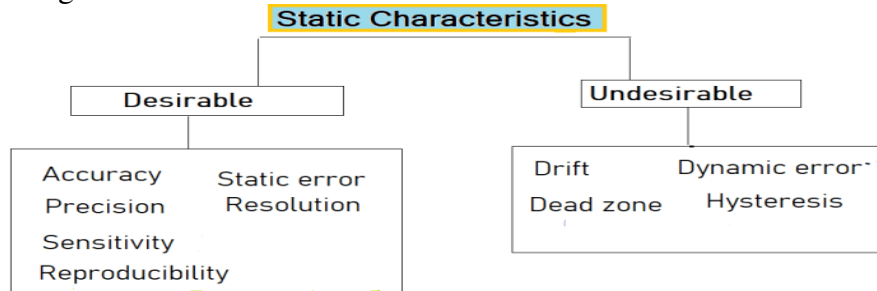 Static Characteristics
Desirable
Undesirable
Accuracy
Static error
Precision
Resolution
Sensitivity
Reproducibility
Drift
Dynamic error
Dead zone
Hysteresis